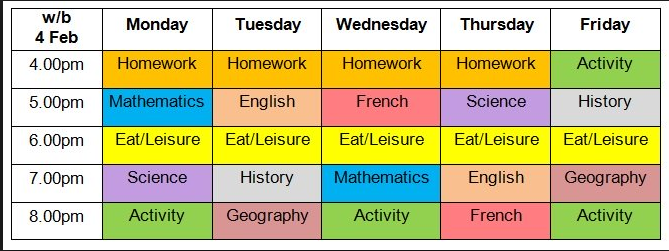 w/b 4 Feb Monday Tuesday Wednesday Thursday Friday
4.00pm Homework Homework Homework Homework Activity
5.00pm Mathematics English French Science History
6.00pm Eat/Leisure Eat/Leisure Eat/Leisure Eat/Leisure Eat/Leisure
7.00pm Science History Mathematics English Geography
8.00pm Activity Geography Activity French Activity